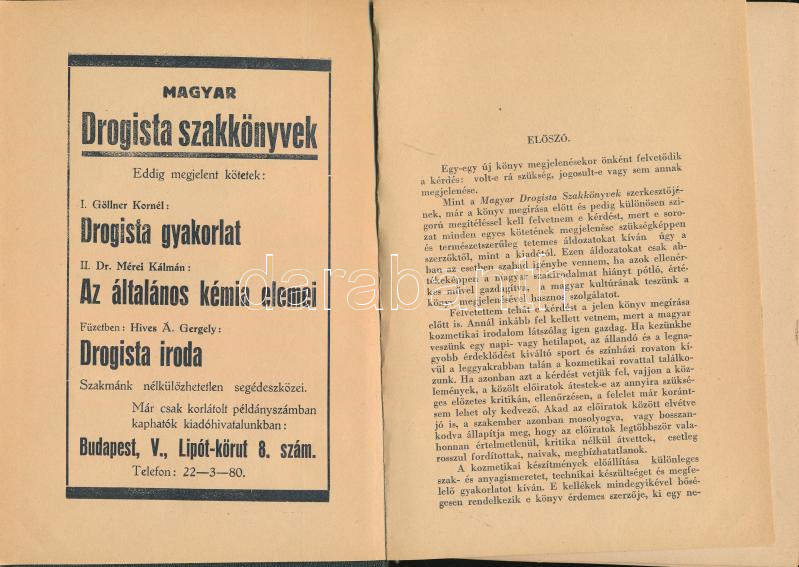 MAGYAR
Drogista szakkönyvek
Eddig megjelent kötetek:
I. Göllner Kornél:
Drogista gyakorlat
II. Dr. Mérei Kálmán:
Az általános kémia elemei
Füzetben: Hives Á. Gergely:
Drogista iroda
Szakmánk nélkülözhetetlen segédeszközei.
Már csak korlátolt példányszámban
kaphatók kiadóhivatalunkban:
Budapest, V., Lipót-körut 8. szám.
Telefon: 22—3—80.
ELŐSZÓ.
Egy-egy új könyv megjelenésekor önként felvetődik
a kérdés: volt-e rá szükség, jogosult-e vagy sem annak
megjelenése.
Mint a Magyar Drogista Szakkönyvek szerkesztőjé-
nek, már a könyv megírása előtt és pedig különösen szi-
gorú megítéléssel kell felvetnem e kérdést, mert e soro-
zat minden egyes kötetének megjelenése szükségképpen
és természetszerűleg tetemes áldozatokat kíván úgy a
szerzőktől, mint a kiadótól. Ezen áldozatokat csak ab-
ban az esetben szabad igénybe vennem, ha azok ellenér-
tékeképpen a magyar szakirodalmat hiányt pótló, érté-
kes művel gazdagítva, a magyar kultúrának teszünk a
könyv megjelenésével hasznos szolgálatot.
Felvetettem tehát e kérdést a jelen könyv megírása
előtt is. Annál inkább fel kellett vetnem, mert a magyar
kozmetikai irodalom látszólag igen gazdag. Ha kezünkbe
veszünk egy napi- vagy hetilapot, az állandó és a legna-
gyobb érdeklődést kiváltó sport és színházi rovaton kí-
vül a leggyakrabban talán a kozmetikai rovattal találko-
zunk. Ha azonban azt a kérdést vetjük fel, vajjon a köz-
lemények, a közölt előiratok átestek-e az annyira szüksé-
ges előzetes kritikán, ellenőrzésen, a felelet már koránt-
sem lehet oly kedvező. Akad az előiratok között elvétve
jó is, a szakember azonban mosolyogva, vagy bosszan-
kodva állapítja meg, hogy az előiratok legtöbbször vala-
honnan értelmetlenül, kritika nélkül átvettek, esetleg
rosszul fordítottak, naivak, megbízhatatlanok.
A kozmetikai készítmények előállítása különleges
szak- és anyagismeretet, technikai készültséget és megfe-
lelő gyakorlatot kíván. E kellékek mindegyikével bősé-
gesen rendelkezik e könyv érdemes szerzője, ki egy ne-
darabanth.com